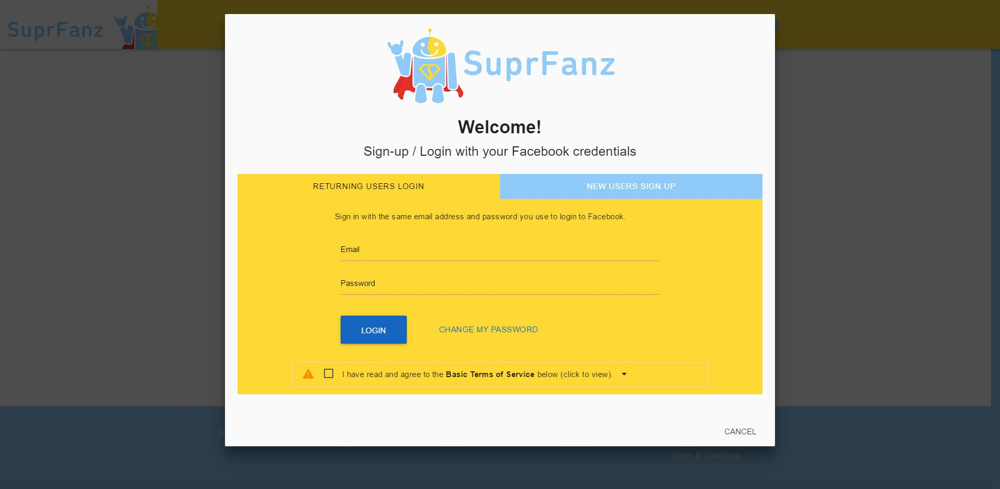 SuprFanz
SuprFanz
Welcome!
Sign-up / Login with your Facebook credentials
RETURNING USERS LOGIN
NEW USERS SIGN UP
Sign in with the same email address and password you use to login to Facebook.
Email
Password
LOGIN
CHANGE MY PASSWORD
I have read and agree to the Basic Terms of Service below (click to view).
CANCEL
Terms & Conditions